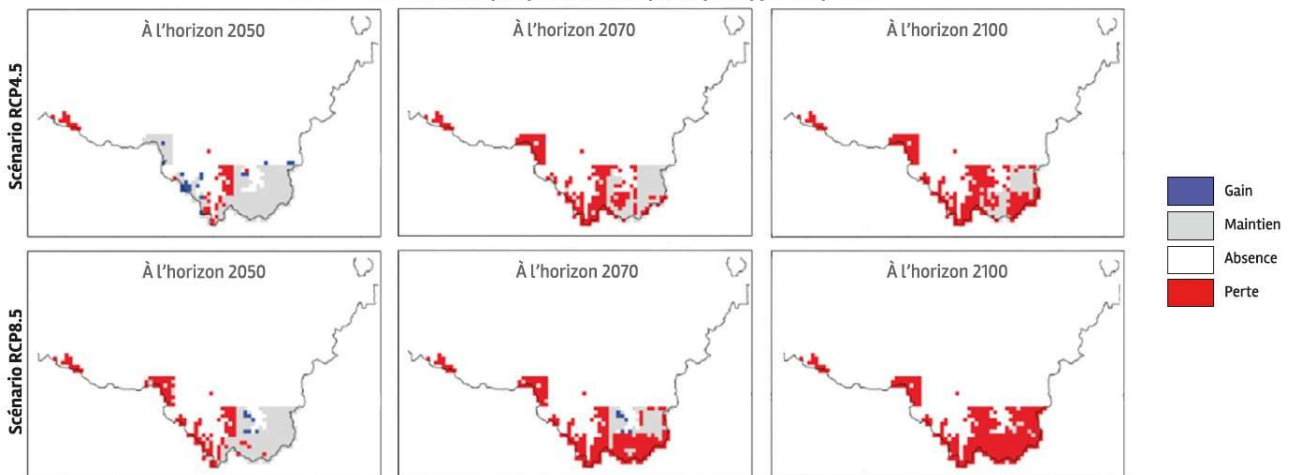 Scénario RCP4.5
À l'horizon 2050
À l'horizon 2070
À l'horizon 2100
Scénario RCP8.5
À l'horizon 2050
À l'horizon 2070
À l'horizon 2100
Gain
Maintien
Absence
Perte